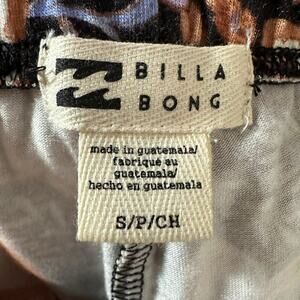 BILLA
BONG
made in guatemala/
fabriqué au
guatemala/
hecho en guatemala
S/P/CH